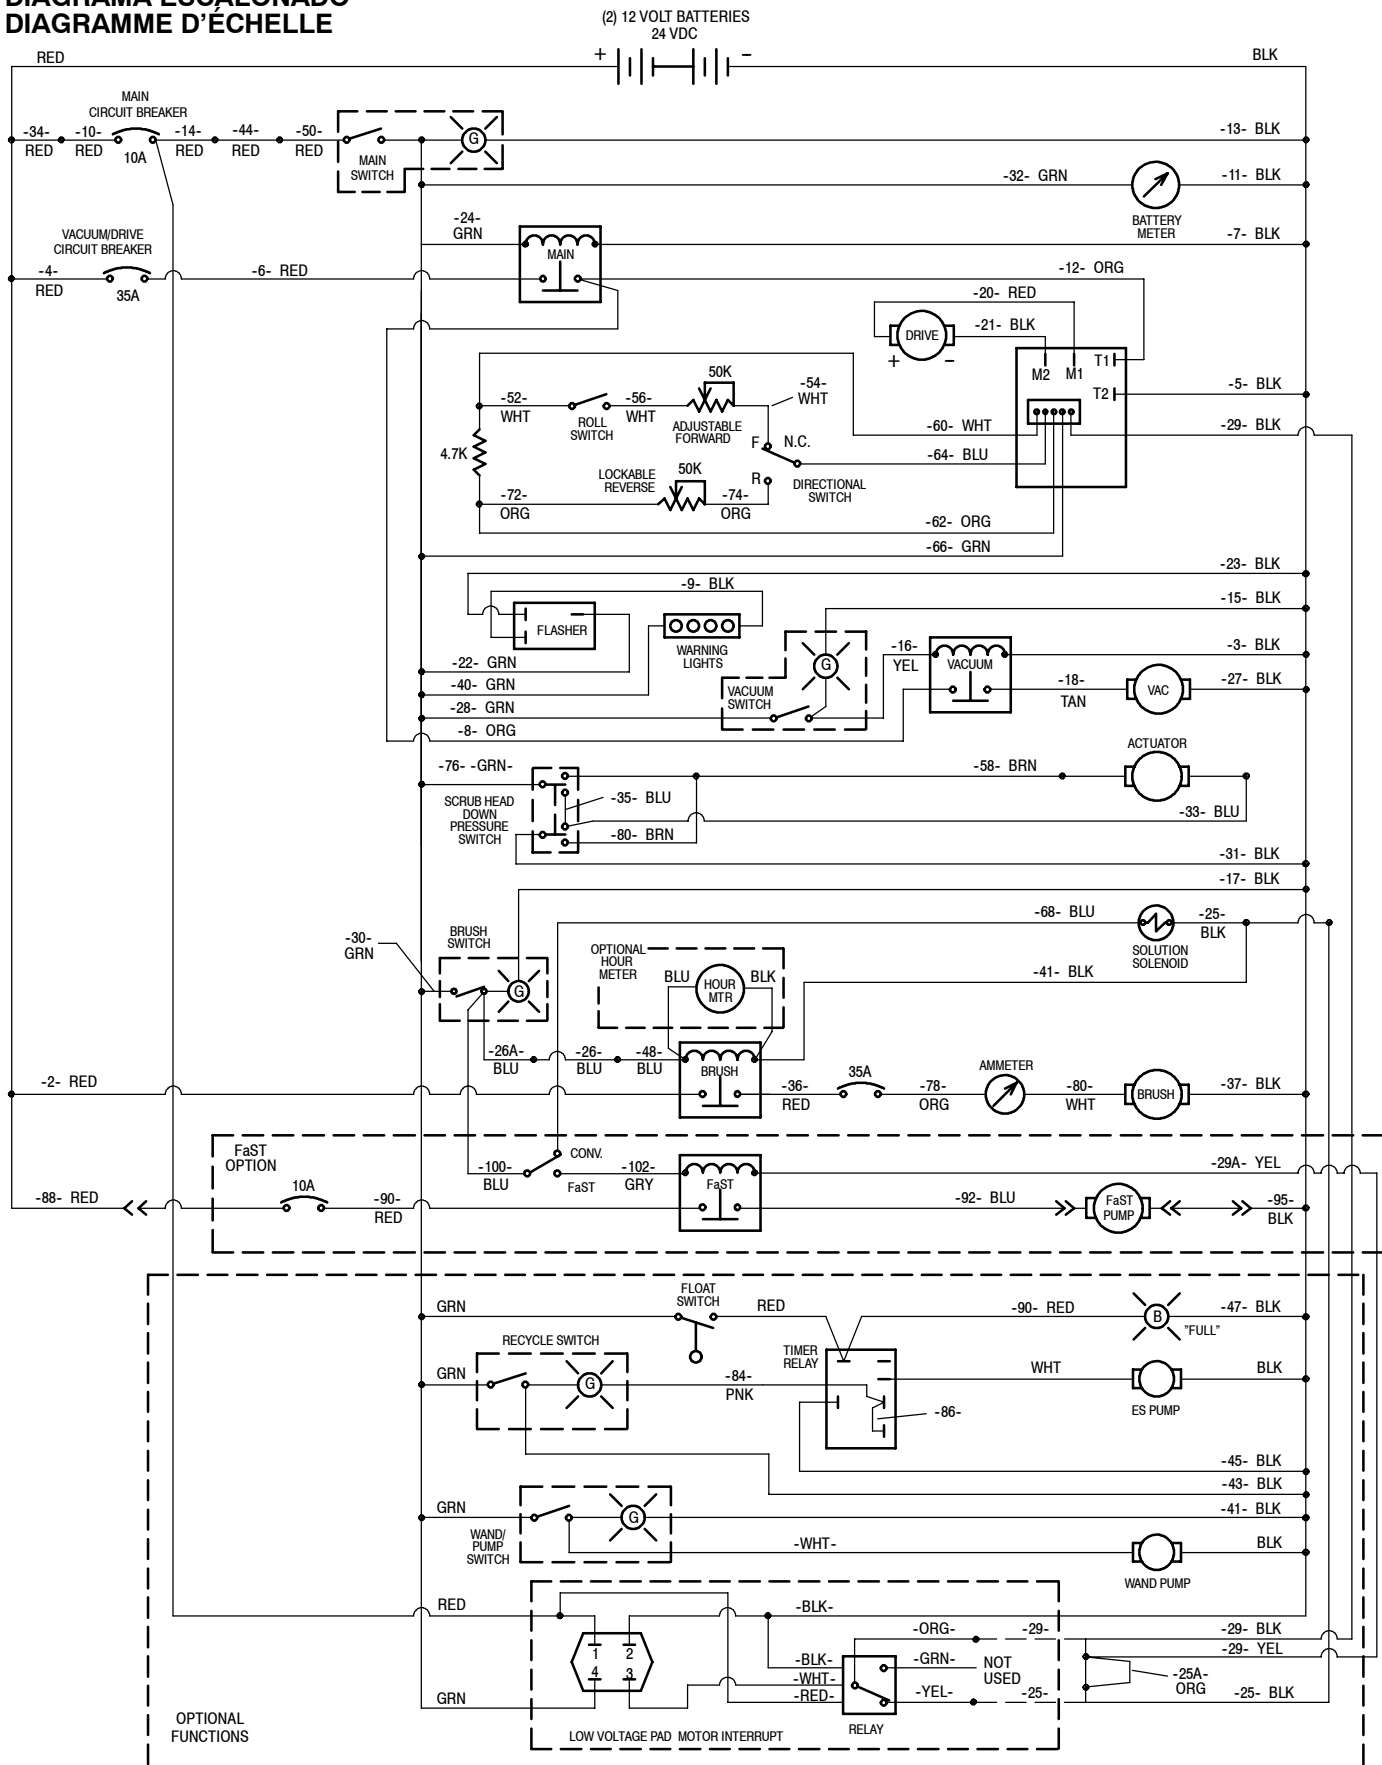 DIAGRAMA ESCALONADO
DIAGRAMME D'ÉCHELLE
(2) 12 VOLT BATTERIES
24 VDC
+
−
RED
BLK
MAIN
CIRCUIT BREAKER
-34-
RED
-10-
RED
10A
-14-
RED
-44-
RED
-50-
RED
MAIN
SWITCH
G
-13- BLK
-32- GRN
-11- BLK
BATTERY
METER
-24-
GRN
MAIN
-7- BLK
VACUUM/DRIVE
CIRCUIT BREAKER
-4-
RED
35A
-6- RED
-12- ORG
-20- RED
-21- BLK
DRIVE
+
−
M2
M1
T1
T2
-5- BLK
-29- BLK
50K
-52-
WHT
ROLL
SWITCH
-56-
WHT
ADJUSTABLE
FORWARD
-54-
WHT
F
N.C.
-60- WHT
-64- BLU
4.7K
LOCKABLE
REVERSE
50K
R
DIRECTIONAL
SWITCH
-72-
ORG
-74-
ORG
-62- ORG
-66- GRN
-23- BLK
-9- BLK
-15- BLK
FLASHER
WARNING
LIGHTS
-22- GRN
-40- GRN
-28- GRN
-8- ORG
VACUUM
SWITCH
G
-16-
YEL
VACUUM
-3- BLK
-18-
TAN
VAC
-27- BLK
ACTUATOR
-76- -GRN-
SCRUB HEAD
DOWN
PRESSURE
SWITCH
-35- BLU
-80- BRN
-58- BRN
-33- BLU
-31- BLK
-17- BLK
-68- BLU
-25-
BLK
SOLUTION
SOLENOID
-30-
GRN
BRUSH
SWITCH
G
OPTIONAL
HOUR
METER
BLU
HOUR
MTR
BLK
-41- BLK
-26A-
BLU
-26-
BLU
-48-
BLU
BRUSH
-2- RED
-36-
RED
35A
-78-
ORG
AMMETER
-80-
WHT
BRUSH
-37- BLK
FaST
OPTION
-100-
BLU
CONV.
FaST
-102-
GRY
FaST
-29A- YEL
-88- RED
10A
-90-
RED
-92- BLU
FaST
PUMP
-95-
BLK
GRN
FLOAT
SWITCH
RED
-90- RED
B
"FULL"
-47- BLK
RECYCLE SWITCH
TIMER
RELAY
GRN
G
-84-
PNK
WHT
ES PUMP
BLK
-86-
-45- BLK
-43- BLK
GRN
WAND/
PUMP
SWITCH
G
-41- BLK
-WHT-
WAND PUMP
BLK
RED
-BLK-
1
2
4
3
-ORG-
-29-
-29- BLK
-29- YEL
-BLK-
-GRN-
NOT
USED
-WHT-
-RED-
-YEL-
-25-
-25A-
ORG
-25- BLK
GRN
RELAY
LOW VOLTAGE PAD MOTOR INTERRUPT
OPTIONAL
FUNCTIONS